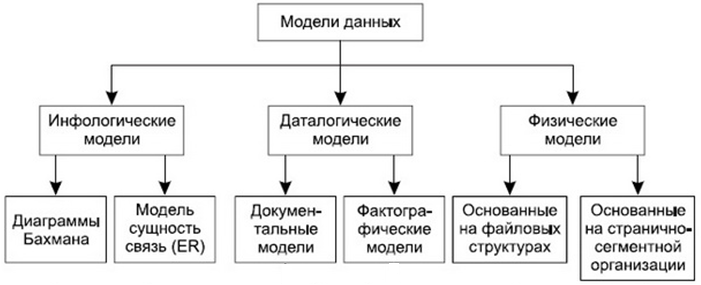 Модели данных
Инфологические
модели
Даталогические
модели
Физические
модели
Диаграммы
Бахмана
Модель
сущность
связь (ER)
Докумен-
тальные
модели
Фактогра-
фические
модели
Основанные
на файловых
структурах
Основанные
на странично-
сегментной
организации